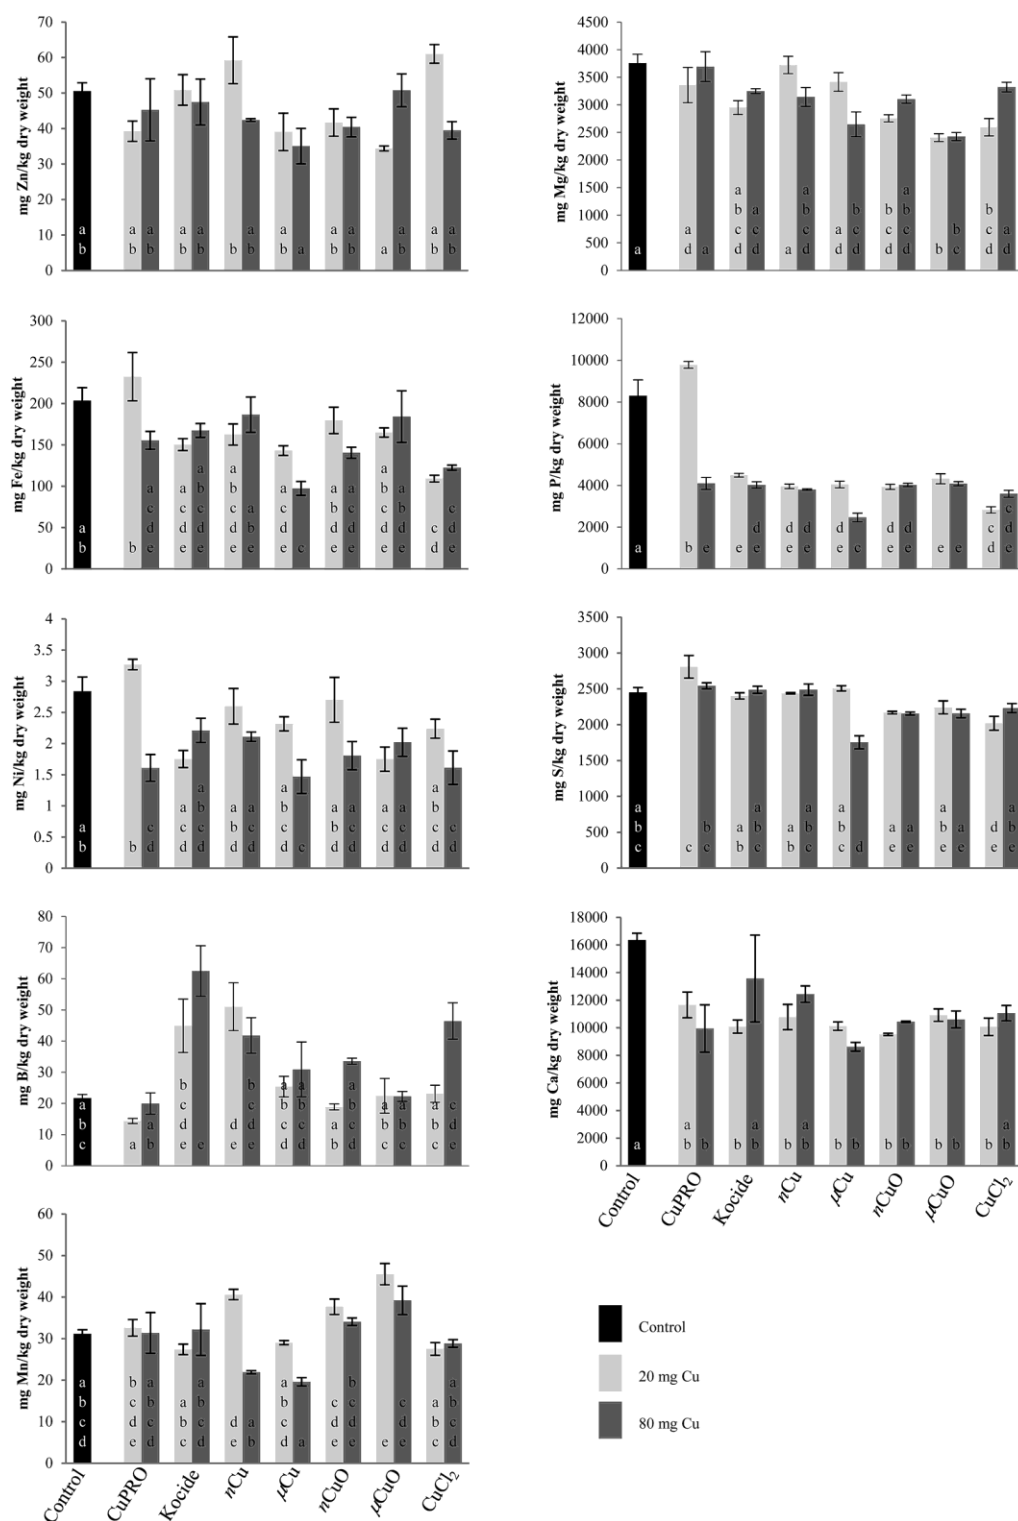 mg Zn/kg dry weight
70
60
50
40
30
20
10
0
a a a a a a a a a a a
b b b b b b b b a b b a b b b
mg Mg/kg dry weight
4500
4000
3500
3000
2500
2000
1500
1000
500
0
a a
b a b a b b b
c c c c c c c b c a
a d a d d a d d d d d b c d d
mg Fe/kg dry weight
300
250
200
150
100
50
0
a a a
a a b b a a b a
c c c c a c b c b c
a d d d d b d d d d d c d
b b e e e e e e c e e e e d e
mg P/kg dry weight
12000
10000
8000
6000
4000
2000
0
d d d d d c
a b e e e e e e c e e e e d e
mg Ni/kg dry weight
4
3.5
3
2.5
2
1.5
1
0.5
0
a
a b a a a a a
a c c c b c b c c c b c
b b d d d d d d c d d d d d d
mg S/kg dry weight
3500
3000
2500
2000
1500
1000
500
0
a a a a a a
b b a b a b b a a b a d b
c c c b c b c c d e e e e e e
mg B/kg dry weight
80
70
60
50
40
30
20
10
0
a b a a a a a
b a c b c b b a b b b b c
c a b e e d e d d b d c c d e
mg Ca/kg dry weight
18000
16000
14000
12000
10000
8000
6000
4000
2000
0
a a a
a b b b b b b b b b b b b b b
Control
CuPRO
Kocide
nCu
μCu
nCuO
μCuO
CuCl2
mg Mn/kg dry weight
60
50
40
30
20
10
0
a b a a a a
b c b a b b b c a b
c d c b c d a c c d c d b c
d e d c d e b d a e e e e c d
Control
CuPRO
Kocide
nCu
μCu
nCuO
μCuO
CuCl2
Control
20 mg Cu
80 mg Cu